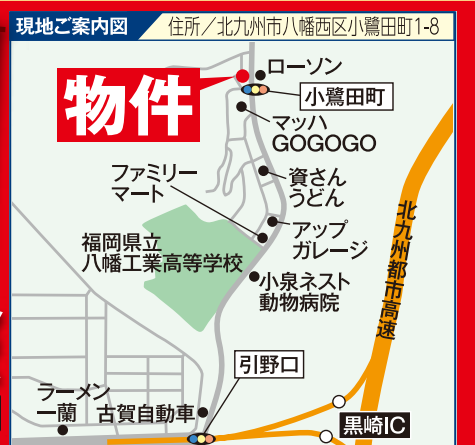 現地ご案内図
住所／北九州市八幡西区小鷺田町1-8
ローソン
物件
小鷺田町
マッハ
GOGOGO
ファミリー
マート
資さん
うどん
北九州都市高速
アップ
ガレージ
福岡県立
八幡工業高等学校
小泉ネスト
動物病院
引野口
ラーメン
一蘭
古賀自動車
黒崎IC